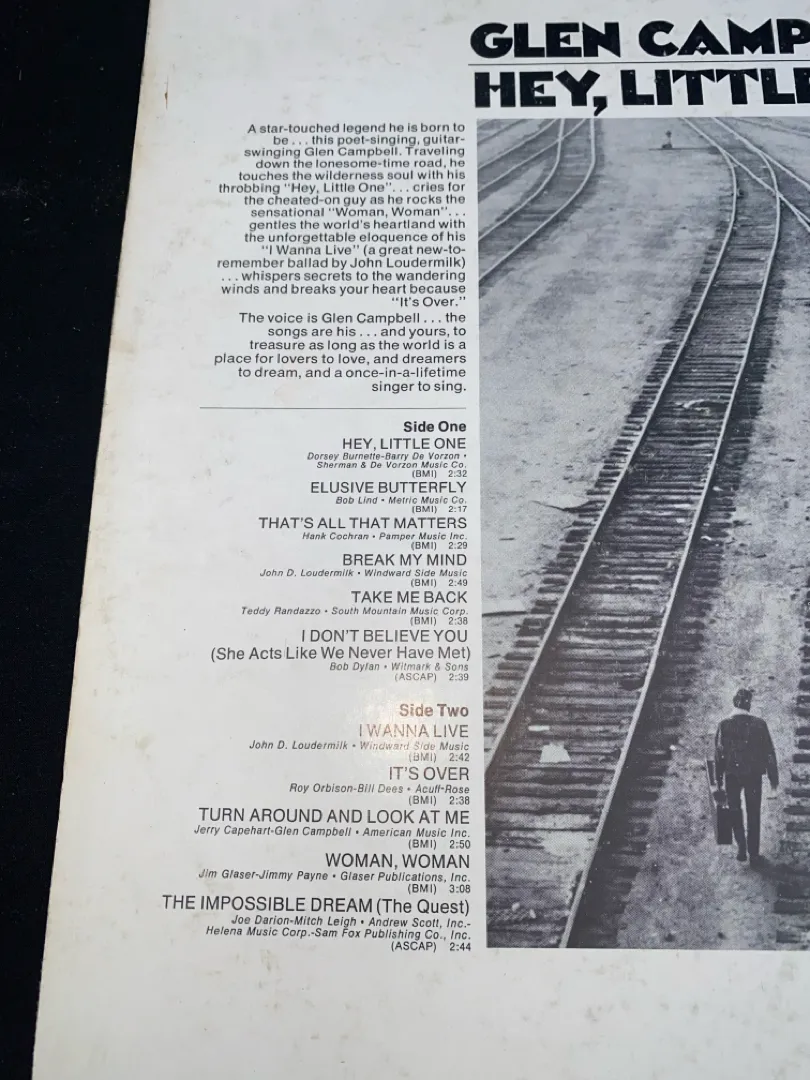 GLEN CAMP
HEY, LITTLE
A star-touched legend he is born to
be . . . this poet-singing, guitar-
swinging Glen Campbell. Traveling
down the lonesome-time road, he
touches the wilderness soul with his
throbbing "Hey, Little One". . . cries for
the cheated-on guy as he rocks the
sensational "Woman, Woman". . .
gentles the world's heartland with
the unforgettable eloquence of his
"I Wanna Live" (a great new-to-
remember ballad by John Loudermilk)
. . . whispers secrets to the wandering
winds and breaks your heart because
"It's Over."
The voice is Glen Campbell . . . the
songs are his . . . and yours, to
treasure as long as the world is a
place for lovers to love, and dreamers
to dream, and a once-in-a-lifetime
singer to sing.
Side One
HEY, LITTLE ONE
Dorsey Burnette-Barry De Vorzon •
Sherman & De Vorzon Music Co.
(BMI) 2:32
ELUSIVE BUTTERFLY
Bob Lind • Metric Music Co.
(BMI) 2:17
THAT'S ALL THAT MATTERS
Hank Cochran • Pamper Music Inc.
(BMI) 2:29
BREAK MY MIND
John D. Loudermilk • Windward Side Music
(BMI) 2:49
TAKE ME BACK
Teddy Randazzo • South Mountain Music Corp.
(BMI) 2:38
I DON'T BELIEVE YOU
(She Acts Like We Never Have Met)
Bob Dylan • Witmark & Sons
(ASCAP) 2:39
Side Two
I WANNA LIVE
John D. Loudermilk • Windward Side Music
(BMI) 2:42
IT'S OVER
Roy Orbison-Bill Dees • Acuff-Rose
(BMI) 2:38
TURN AROUND AND LOOK AT ME
Jerry Capehart-Glen Campbell • American Music Inc.
(BMI) 2:50
WOMAN, WOMAN
Jim Glaser-Jimmy Payne • Glaser Publications, Inc.
(BMI) 3:08
THE IMPOSSIBLE DREAM (The Quest)
Joe Darion-Mitch Leigh • Andrew Scott, Inc.-
Helena Music Corp.-Sam Fox Publishing Co., Inc.
(ASCAP) 2:44